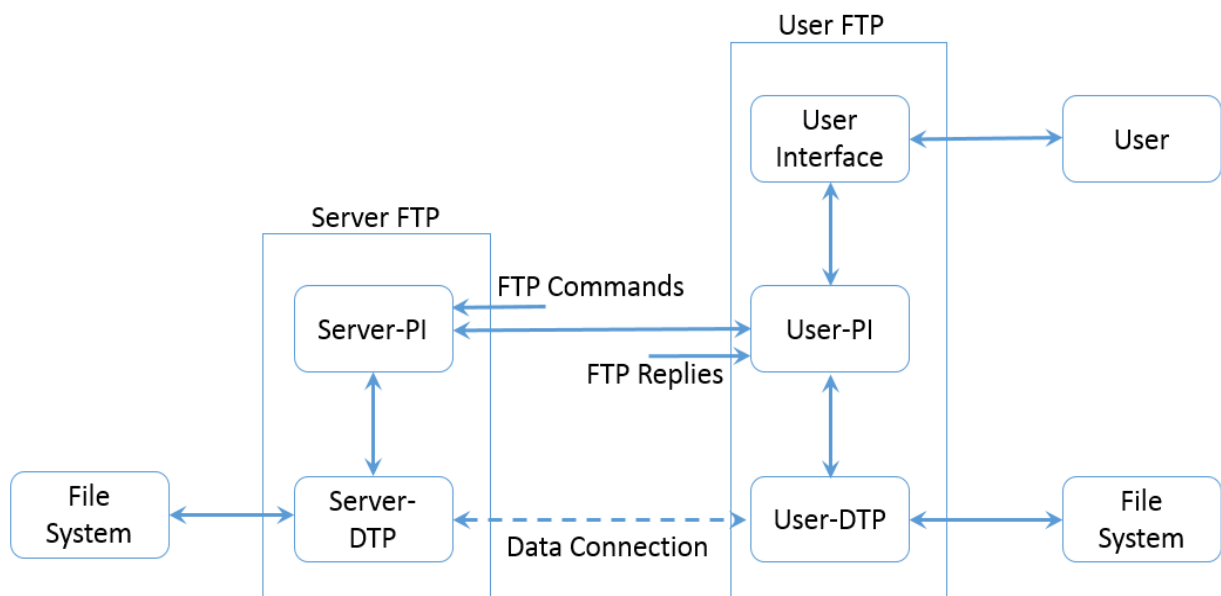 User FTP
User
Interface
User
Server FTP
FTP Commands
Server-PI
User-PI
FTP Replies
File
System
Server-
DTP
Data Connection
User-DTP
File
System